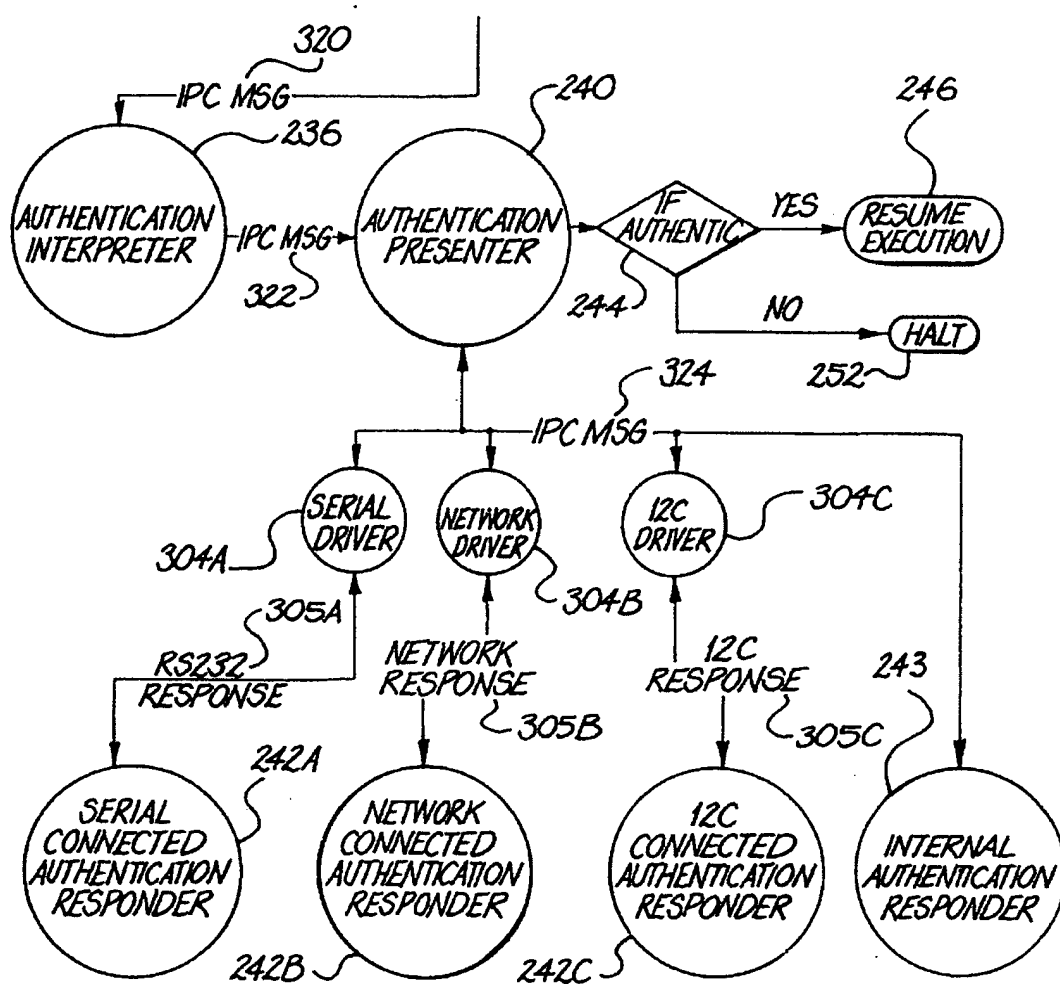 320
IPC MSG
236
240
246
AUTHENTICATION
INTERPRETER
IPC MSG
322
AUTHENTICATION
PRESENTER
IF
AUTHENTIC
244
YES
RESUME
EXECUTION
NO
HALT
252
324
IPC MSG
SERIAL
DRIVER
304A
NETWORK
DRIVER
304B
12C
DRIVER
304C
305A
RS232
RESPONSE
NETWORK
RESPONSE
305B
12C
RESPONSE
305C
243
242A
SERIAL
CONNECTED
AUTHENTICATION
RESPONDER
NETWORK
CONNECTED
AUTHENTICATION
RESPONDER
242B
12C
CONNECTED
AUTHENTICATION
RESPONDER
242C
INTERNAL
AUTHENTICATION
RESPONDER